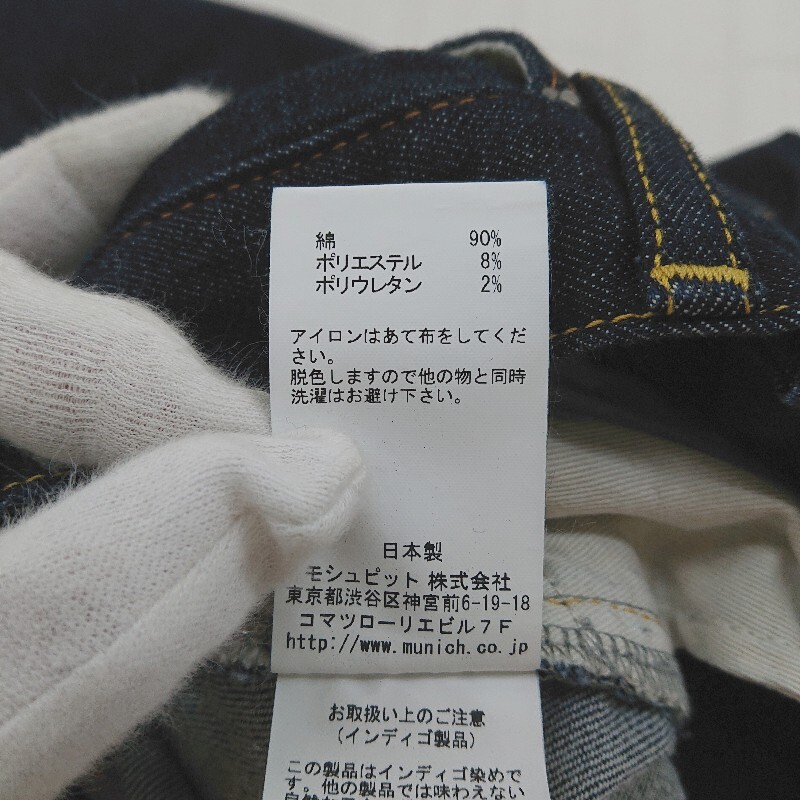 綿 90%
ポリエステル 8%
ポリウレタン 2%
アイロンはあて布をしてくだ
さい。
脱色しますので他の物と同時
洗濯はお避け下さい。
日本製
モシュピット 株式会社
東京都渋谷区神宮前6-19-18
コマツローリエビル7F
http://www.munich.co.jp
お取扱い上のご注意
(インディゴ製品)
この製品はインディゴ染めで
す。他の製品では味わえない